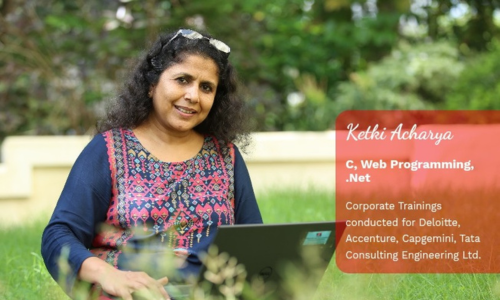 Ketki Acharya
C, Web Programming,
.Net
Corporate Trainings
conducted for Deloitte,
Accenture, Capgemini, Tata
Consulting Engineering Ltd.